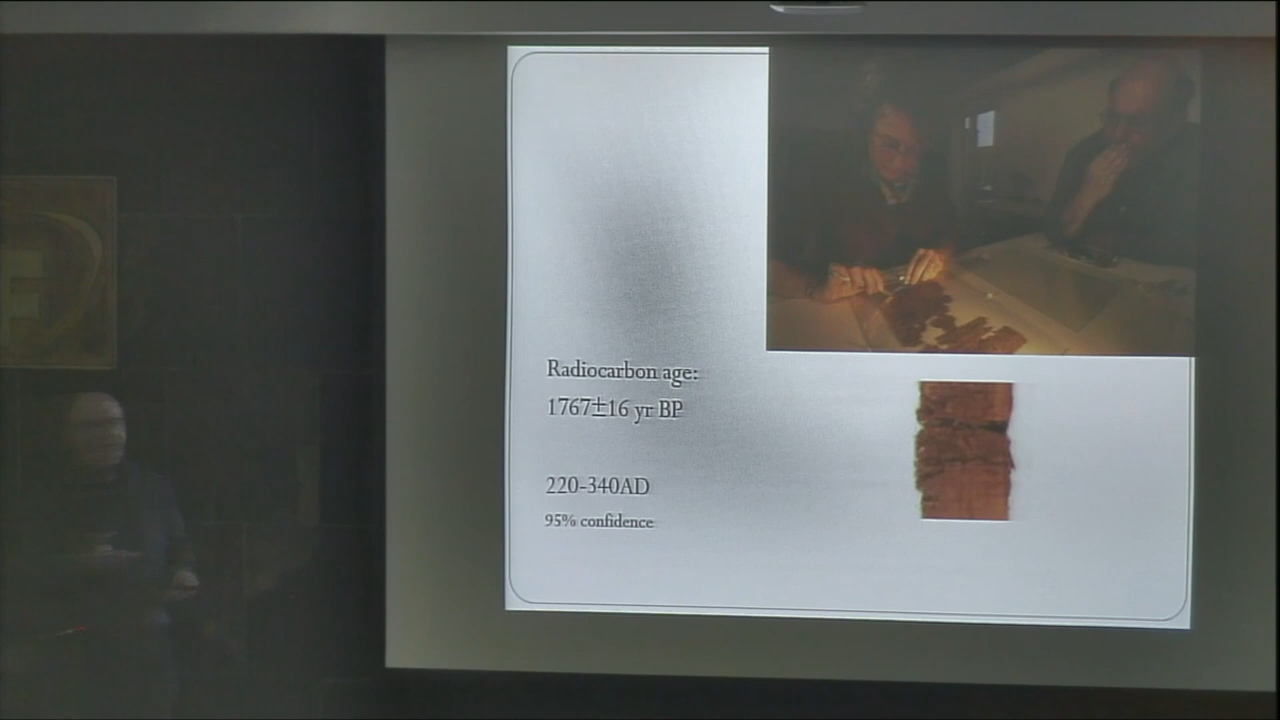 Radiocarbon age:
1767±16 yr BP
220-340AD
95% confidence